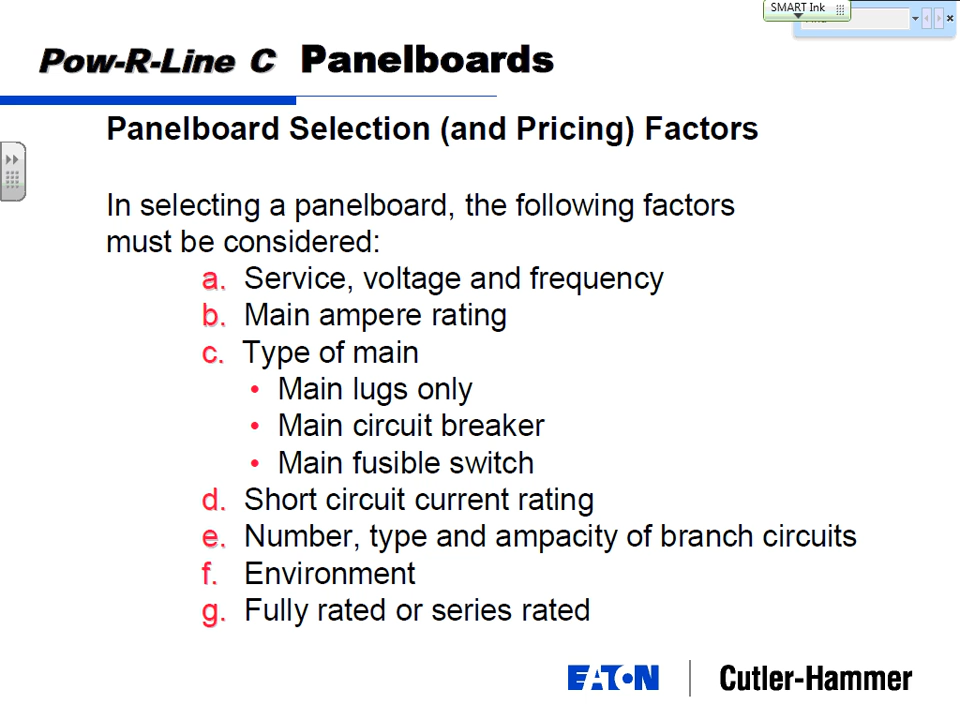 SMART Ink
Pow-R-Line C Panelboards
Panelboard Selection (and Pricing) Factors
In selecting a panelboard, the following factors
must be considered:
a. Service, voltage and frequency
b. Main ampere rating
c. Type of main
• Main lugs only
• Main circuit breaker
• Main fusible switch
d. Short circuit current rating
e. Number, type and ampacity of branch circuits
f. Environment
g. Fully rated or series rated
EATON | Cutler-Hammer